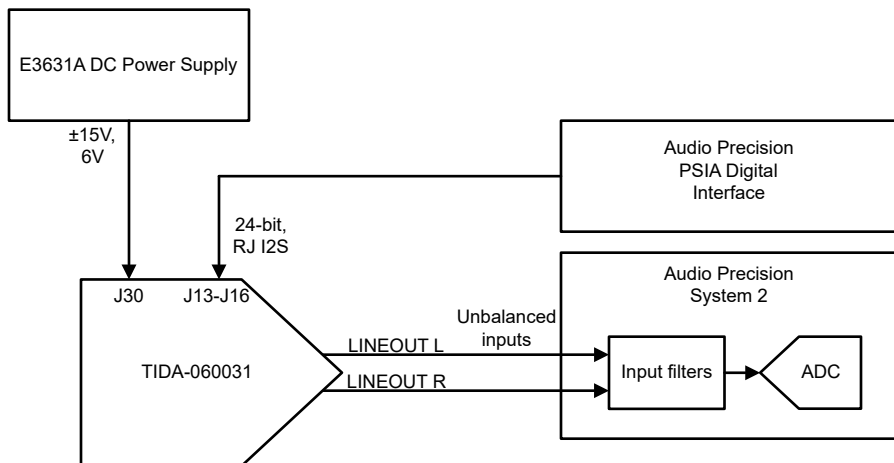 E3631A DC Power Supply
±15V,
6V
Audio Precision
PSIA Digital
Interface
24-bit,
RJ I2S
Audio Precision
System 2
J30
J13-J16
Unbalanced
inputs
LINEOUT L
TIDA-060031
Input filters
ADC
LINEOUT R